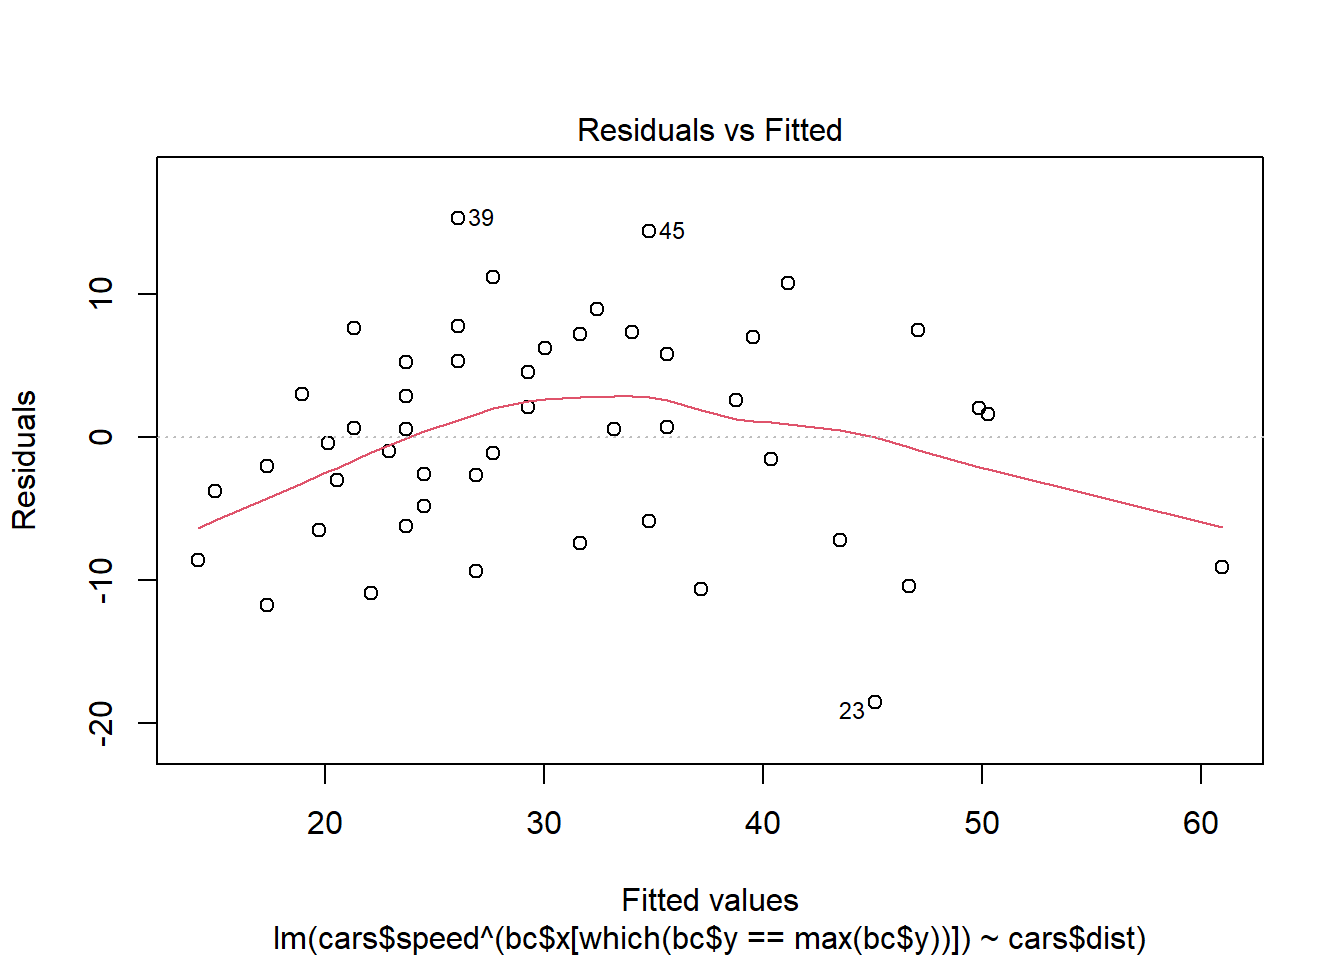 Residuals vs Fitted
39
45
23
Residuals
10
0
-10
-20
20 30 40 50 60
Fitted values
lm(cars$speed^(bc$x[which(bc$y == max(bc$y))]) ~ cars$dist)